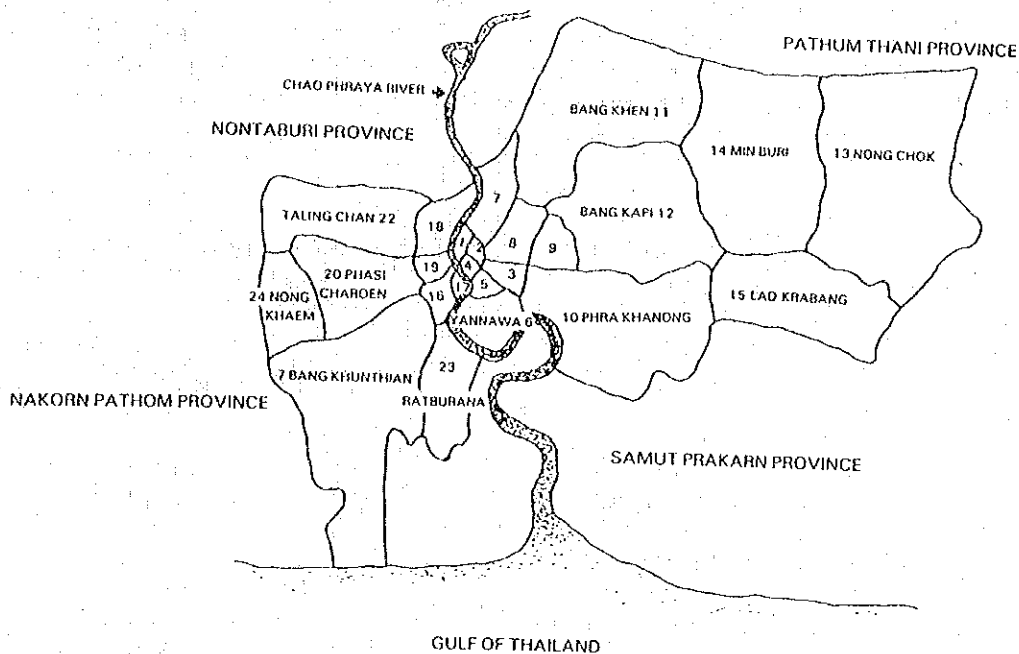 PATHUM THANI PROVINCE
CHAO PHRAYA RIVER
BANG KHEN 11
NONTABURI PROVINCE
14 MIN BURI
13 NONG CHOK
7
TALING CHAN 22
18
BANG KAPI 12
1
2
8
9
19
4
3
20 PHASI
CHAROEN
5
24 NONG
KHAEM
16
17
15 LAD KRABANG
YANNAWA 6
10 PHRA KHANONG
23
7 BANG KHUNTHIAN
RATBURANA
NAKORN PATHOM PROVINCE
SAMUT PRAKARN PROVINCE
GULF OF THAILAND